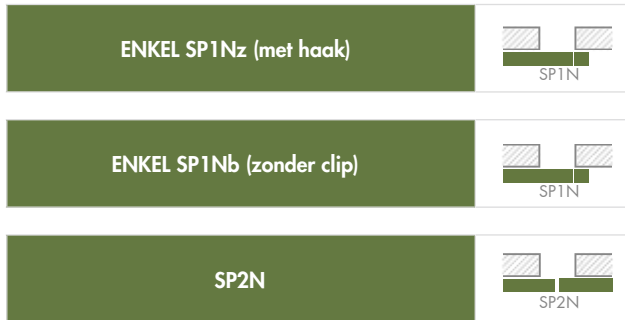 ENKEL SP1Nz (met haak)
SP1N
ENKEL SP1Nb (zonder clip)
SP1N
SP2N
SP2N